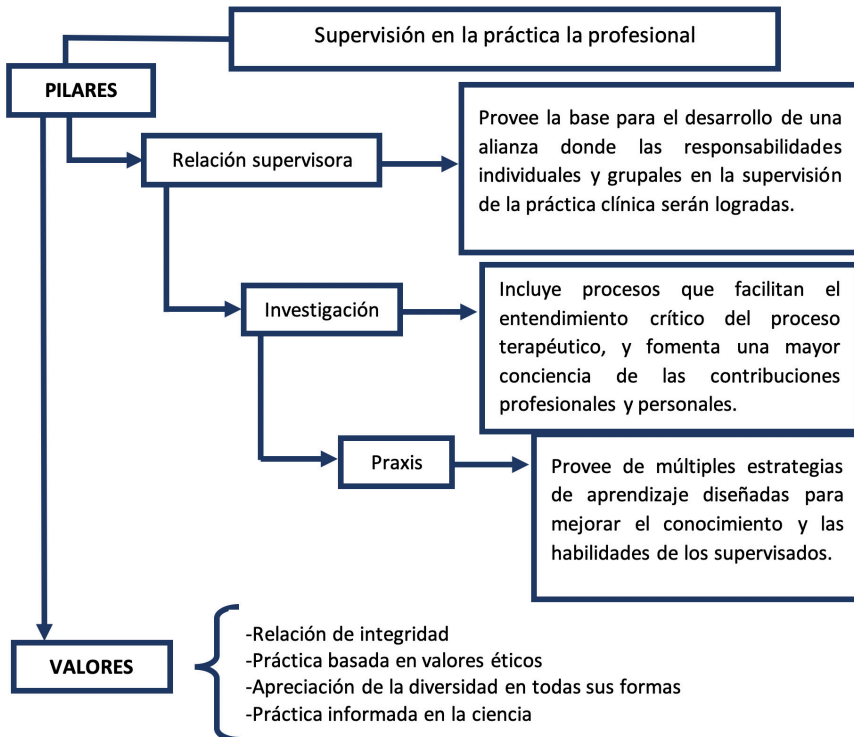 Supervisión en la práctica la profesional
PILARES
Relación supervisora
Provee la base para el desarrollo de una
alianza donde las responsabilidades
individuales y grupales en la supervisión
de la práctica clínica serán logradas.
Investigación
Incluye procesos que facilitan el
entendimiento crítico del proceso
terapéutico, y fomenta una mayor
conciencia de las contribuciones
profesionales y personales.
Praxis
Provee de múltiples estrategias
de aprendizaje diseñadas para
mejorar el conocimiento y las
habilidades de los supervisados.
VALORES
-Relación de integridad
-Práctica basada en valores éticos
-Apreciación de la diversidad en todas sus formas
-Práctica informada en la ciencia